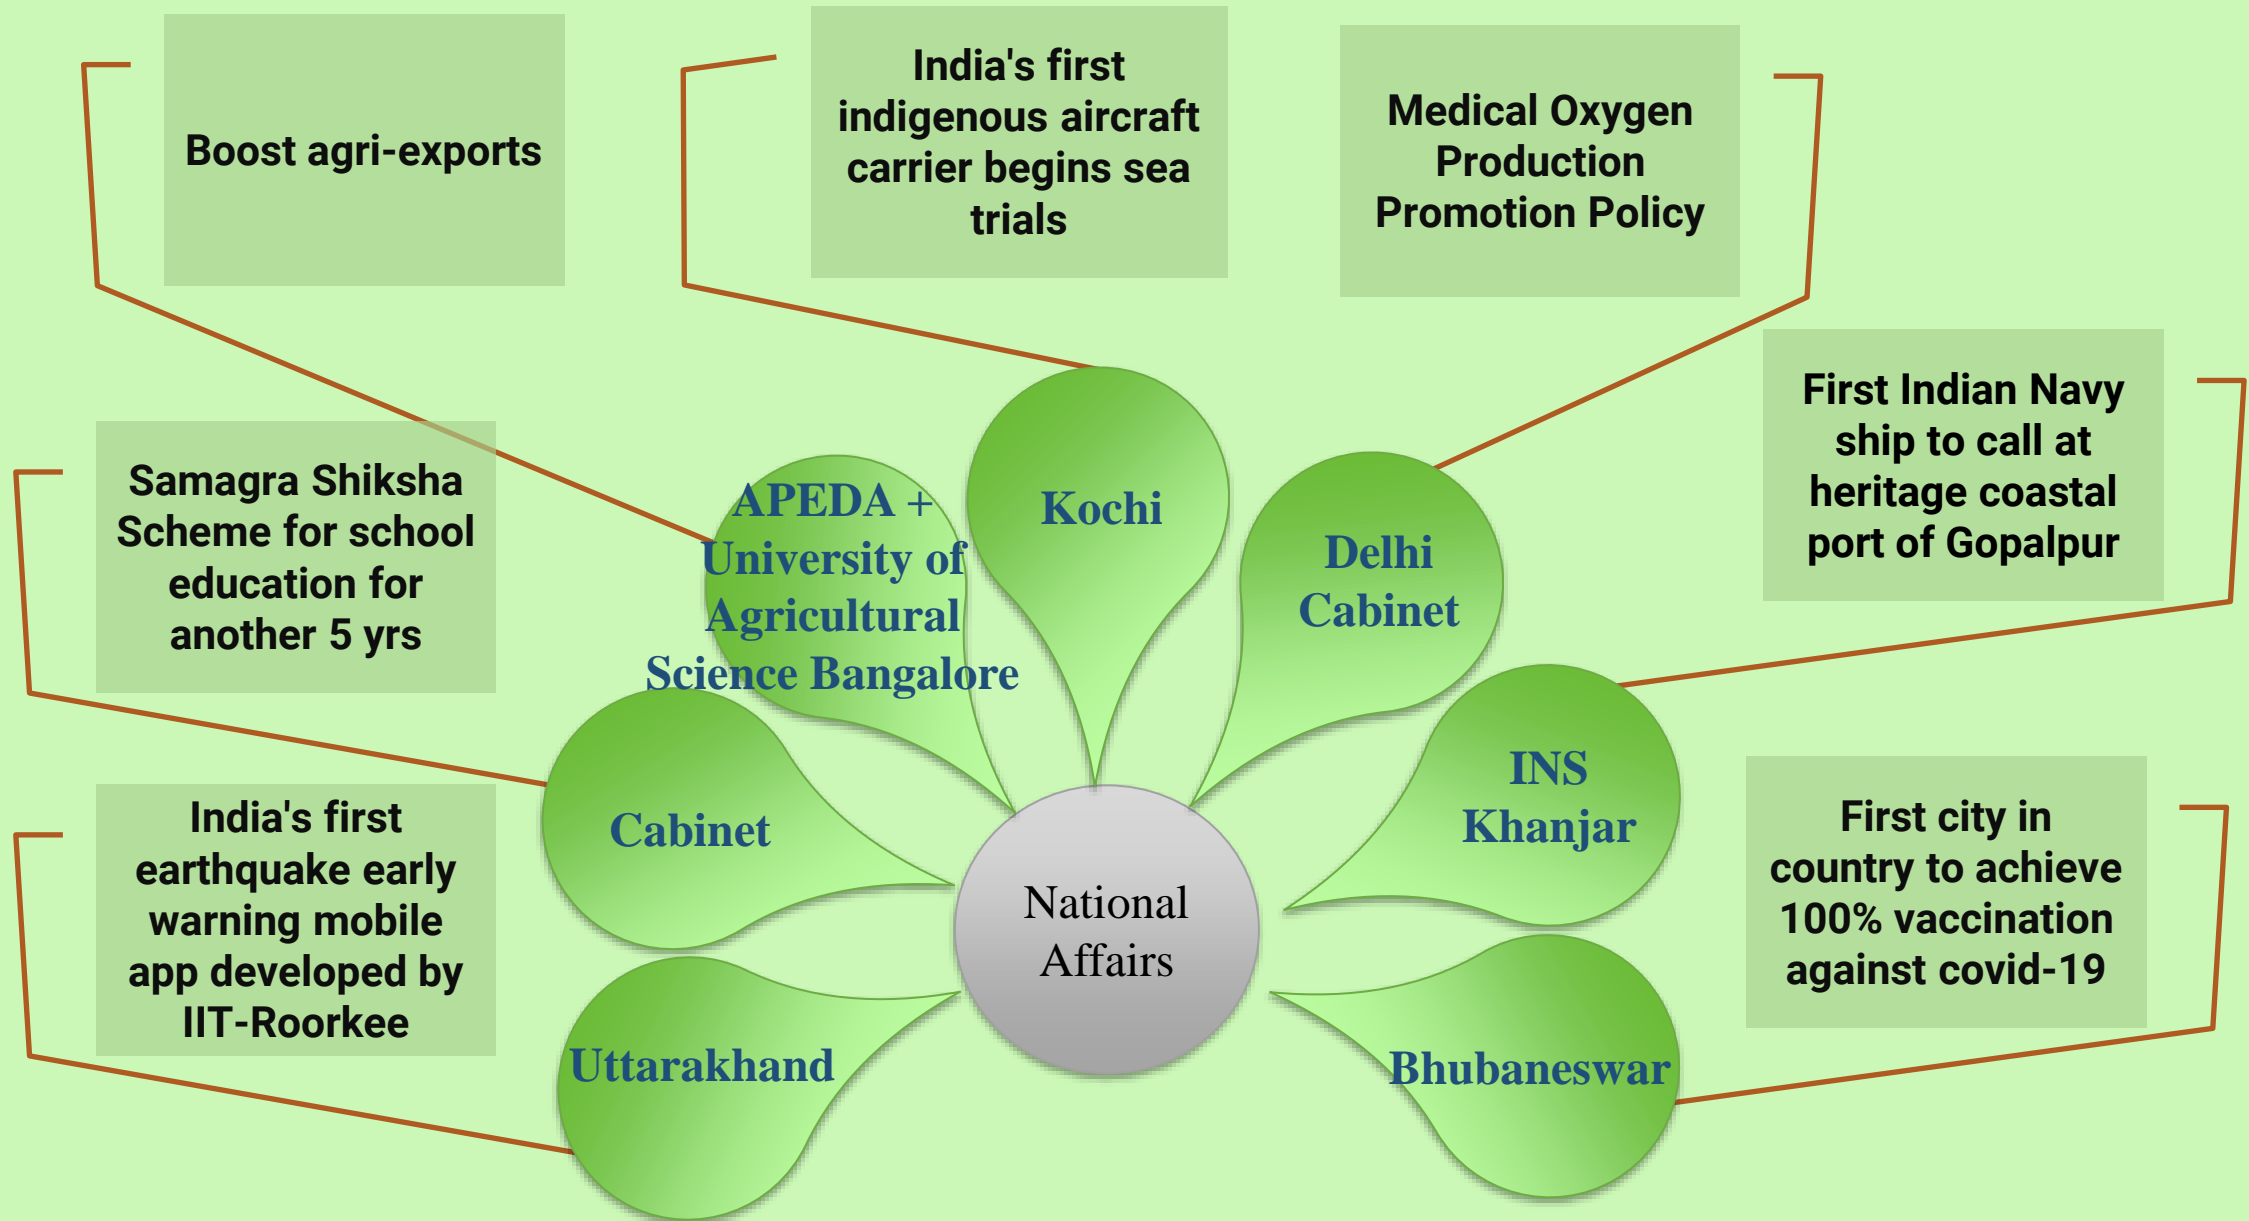 Boost agri-exports
India's first
indigenous aircraft
carrier begins sea
trials
Medical Oxygen
Production
Promotion Policy
First Indian Navy
ship to call at
heritage coastal
port of Gopalpur
Samagra Shiksha
Scheme for school
education for
another 5 yrs
APEDA +
University of
Agricultural
Science Bangalore
Kochi
Delhi
Cabinet
INS
Khanjar
Cabinet
India's first
earthquake early
warning mobile
app developed by
IIT-Roorkee
National
Affairs
First city in
country to achieve
100% vaccination
against covid-19
Uttarakhand
Bhubaneswar